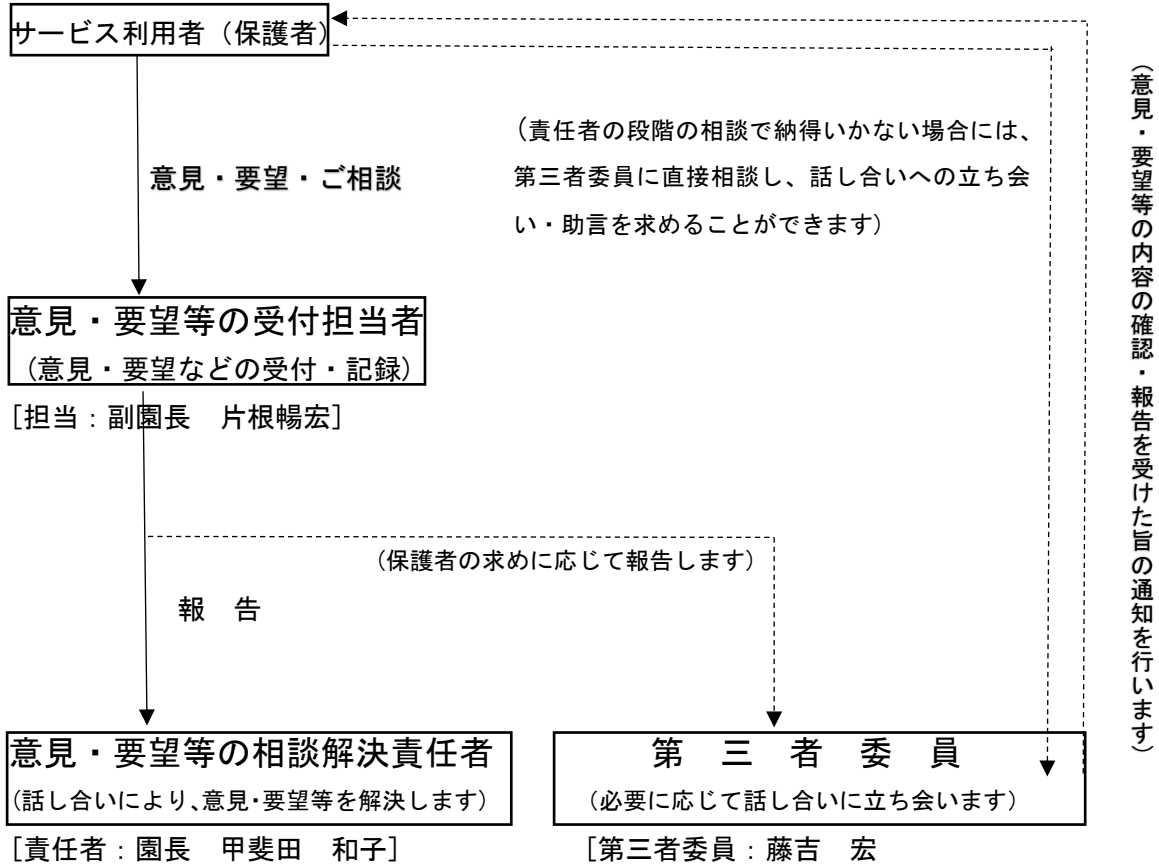 サービス利用者（保護者）
（責任者の段階の相談で納得いかない場合には、
第三者委員に直接相談し、話し合いへの立ち会
い・助言を求めることができます）
意見・要望・ご相談
（意見・要望等の内容の確認・報告を受けた旨の通知を行います）
意見・要望等の受付担当者
（意見・要望などの受付・記録）
［担当：副園長　片根暢宏］
（保護者の求めに応じて報告します）
報　告
意見・要望等の相談解決責任者
（話し合いにより、意見・要望等を解決します）
［責任者：園長　甲斐田　和子］
第　三　者　委　員
（必要に応じて話し合いに立ち会います）
［第三者委員：藤吉　宏